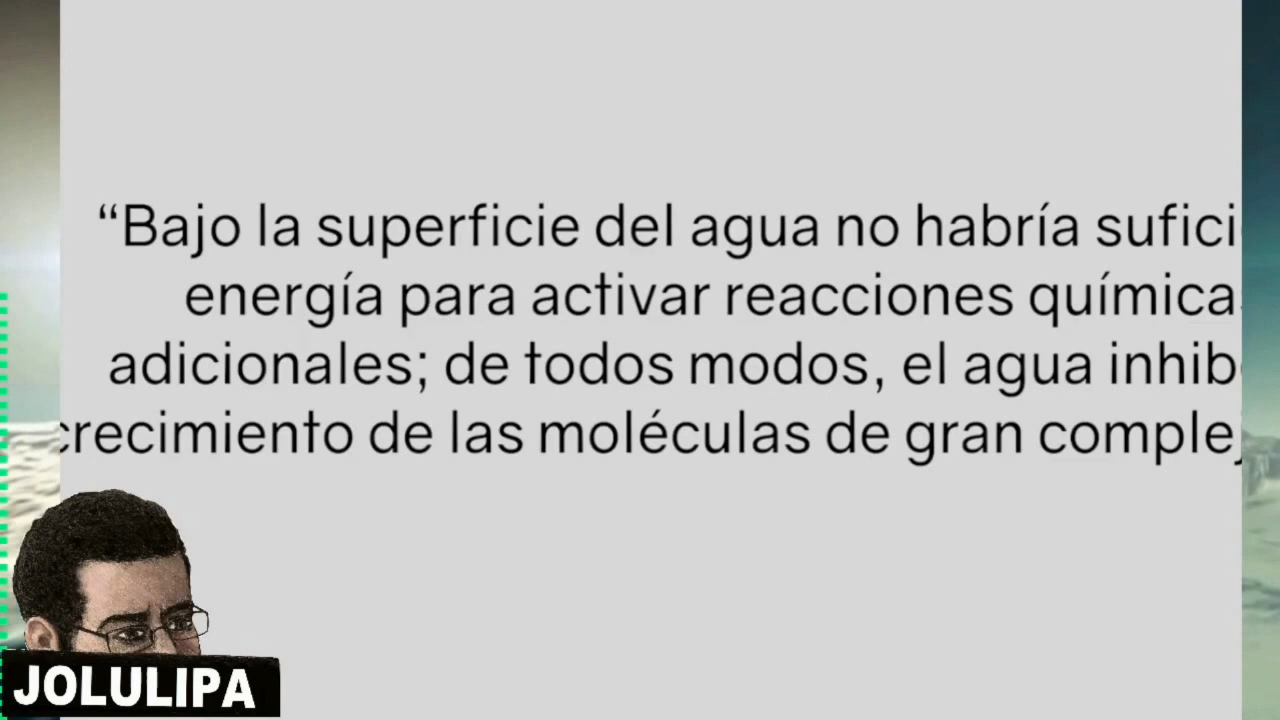 “Bajo la superficie del agua no habría sufici
energía para activar reacciones química
adicionales; de todos modos, el agua inhib
crecimiento de las moléculas de gran complej
JOLULIPA